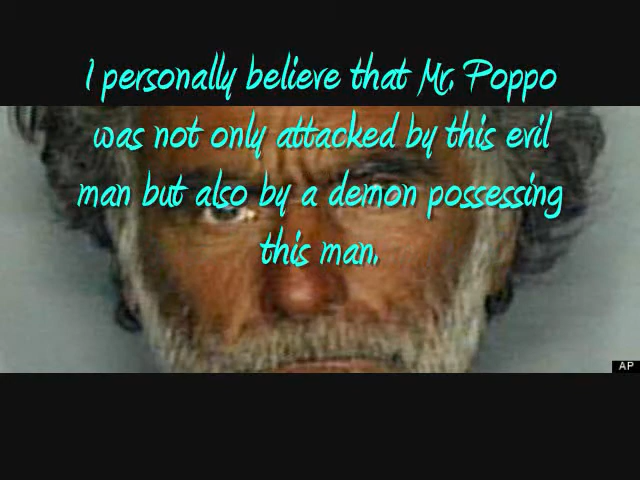 I personally believe that Mr. Poppo
was not only attacked by this evil
man but also by a demon possessing
this man.
AP